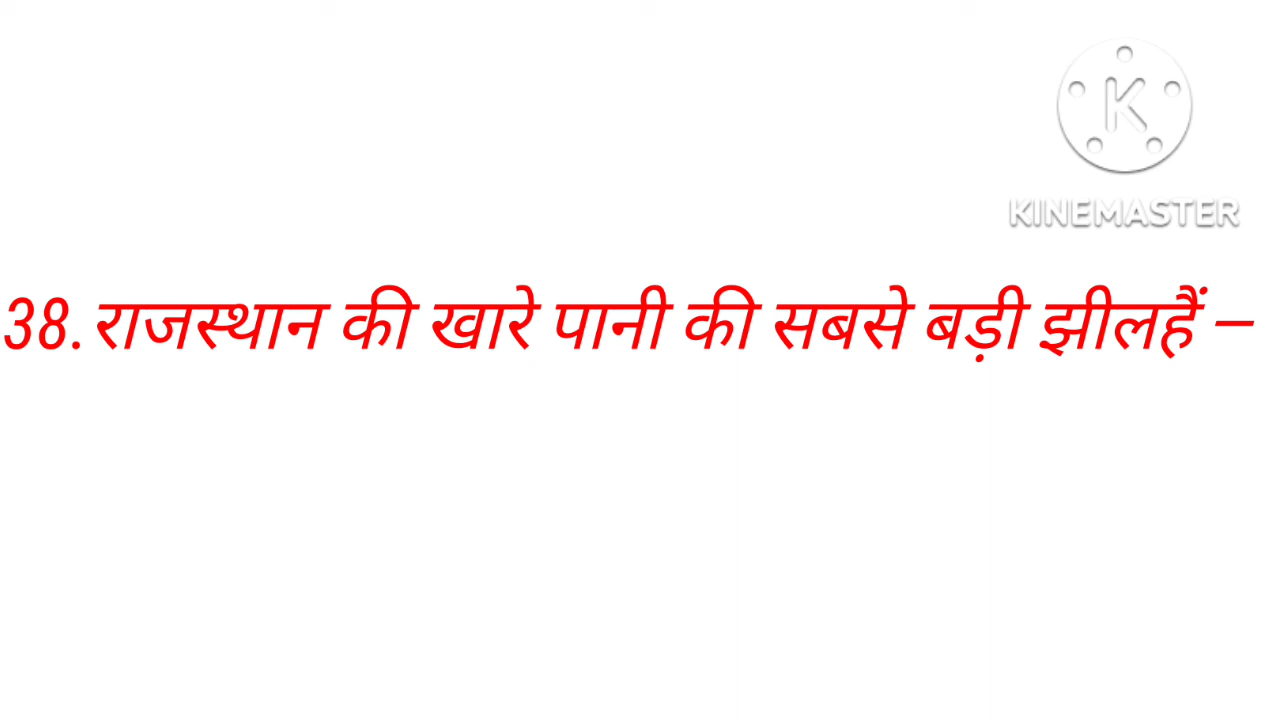 K
KINEMASTER
38. राजस्थान की खारे पानी की सबसे बड़ी झीलहैं –